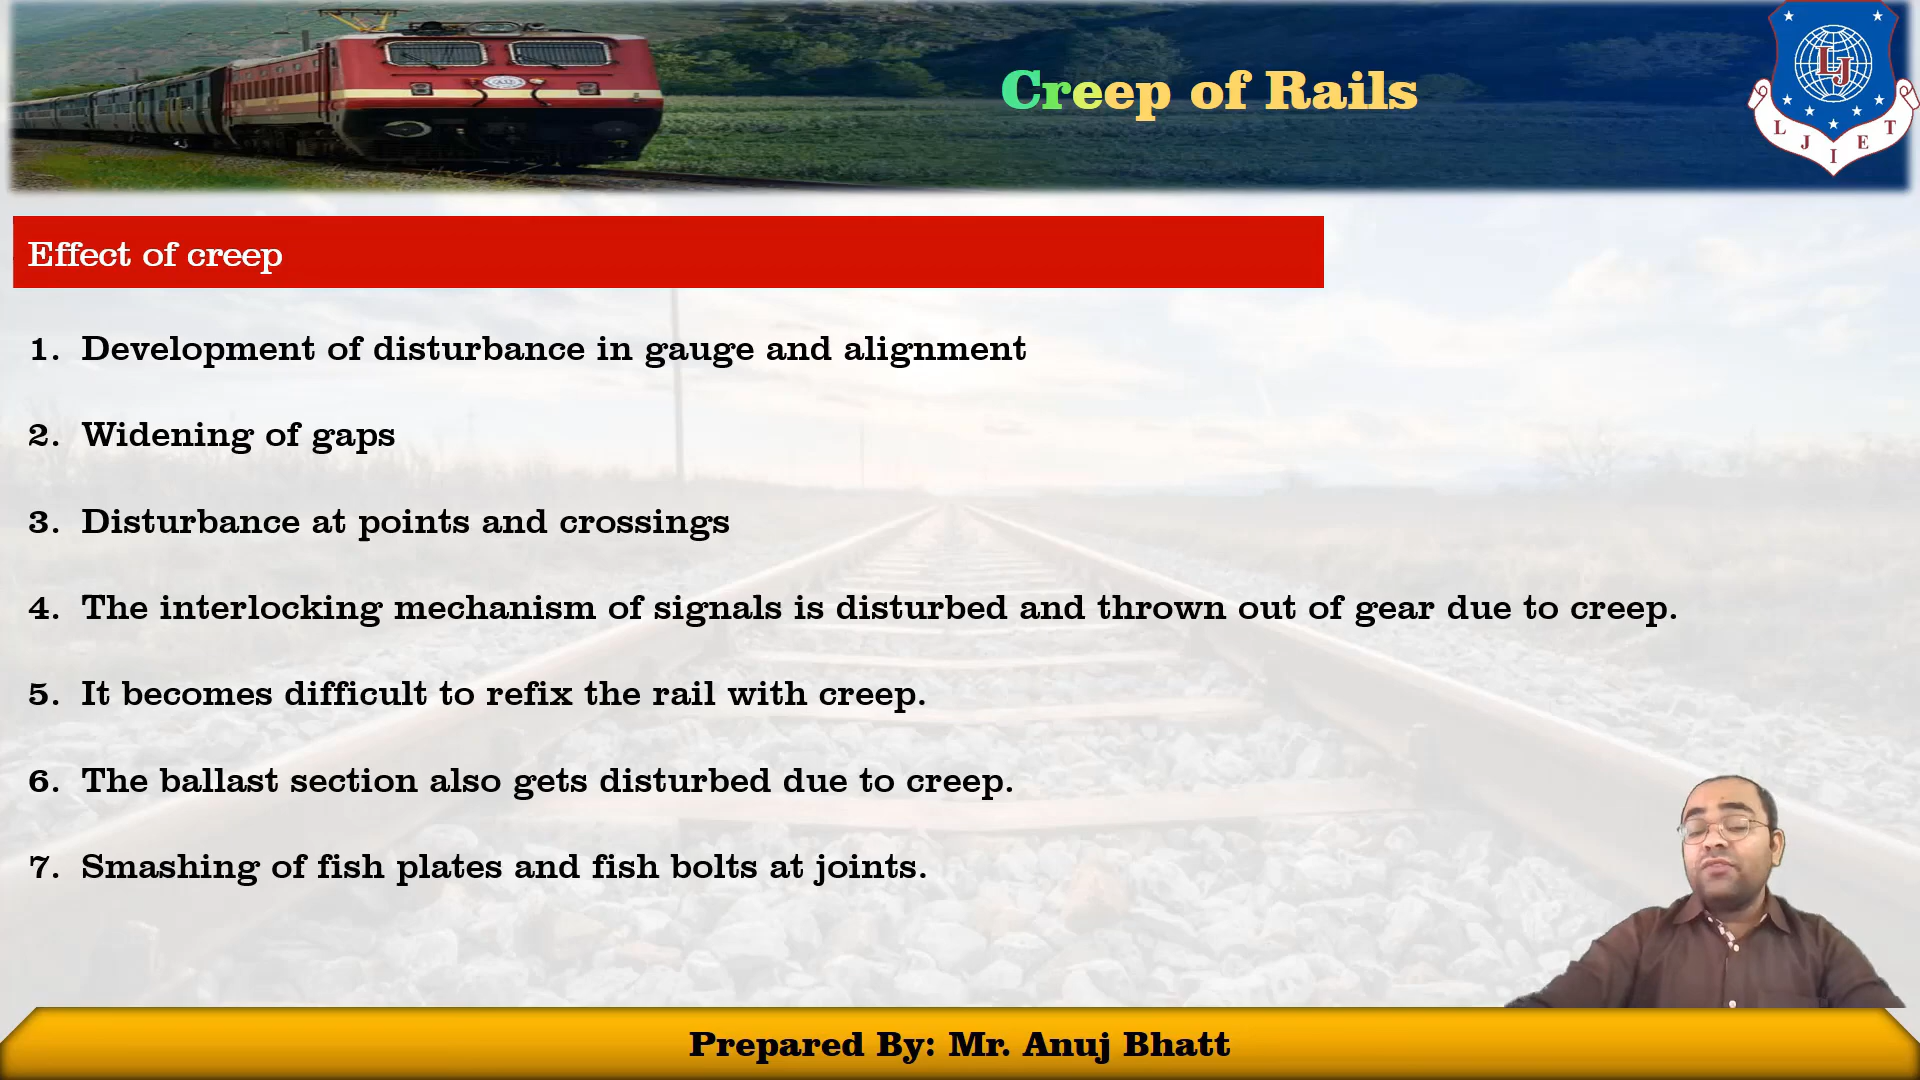 Creep of Rails
LJ
L J I E T
Effect of creep
1. Development of disturbance in gauge and alignment
2. Widening of gaps
3. Disturbance at points and crossings
4. The interlocking mechanism of signals is disturbed and thrown out of gear due to creep.
5. It becomes difficult to refix the rail with creep.
6. The ballast section also gets disturbed due to creep.
7. Smashing of fish plates and fish bolts at joints.
Prepared By: Mr. Anuj Bhatt